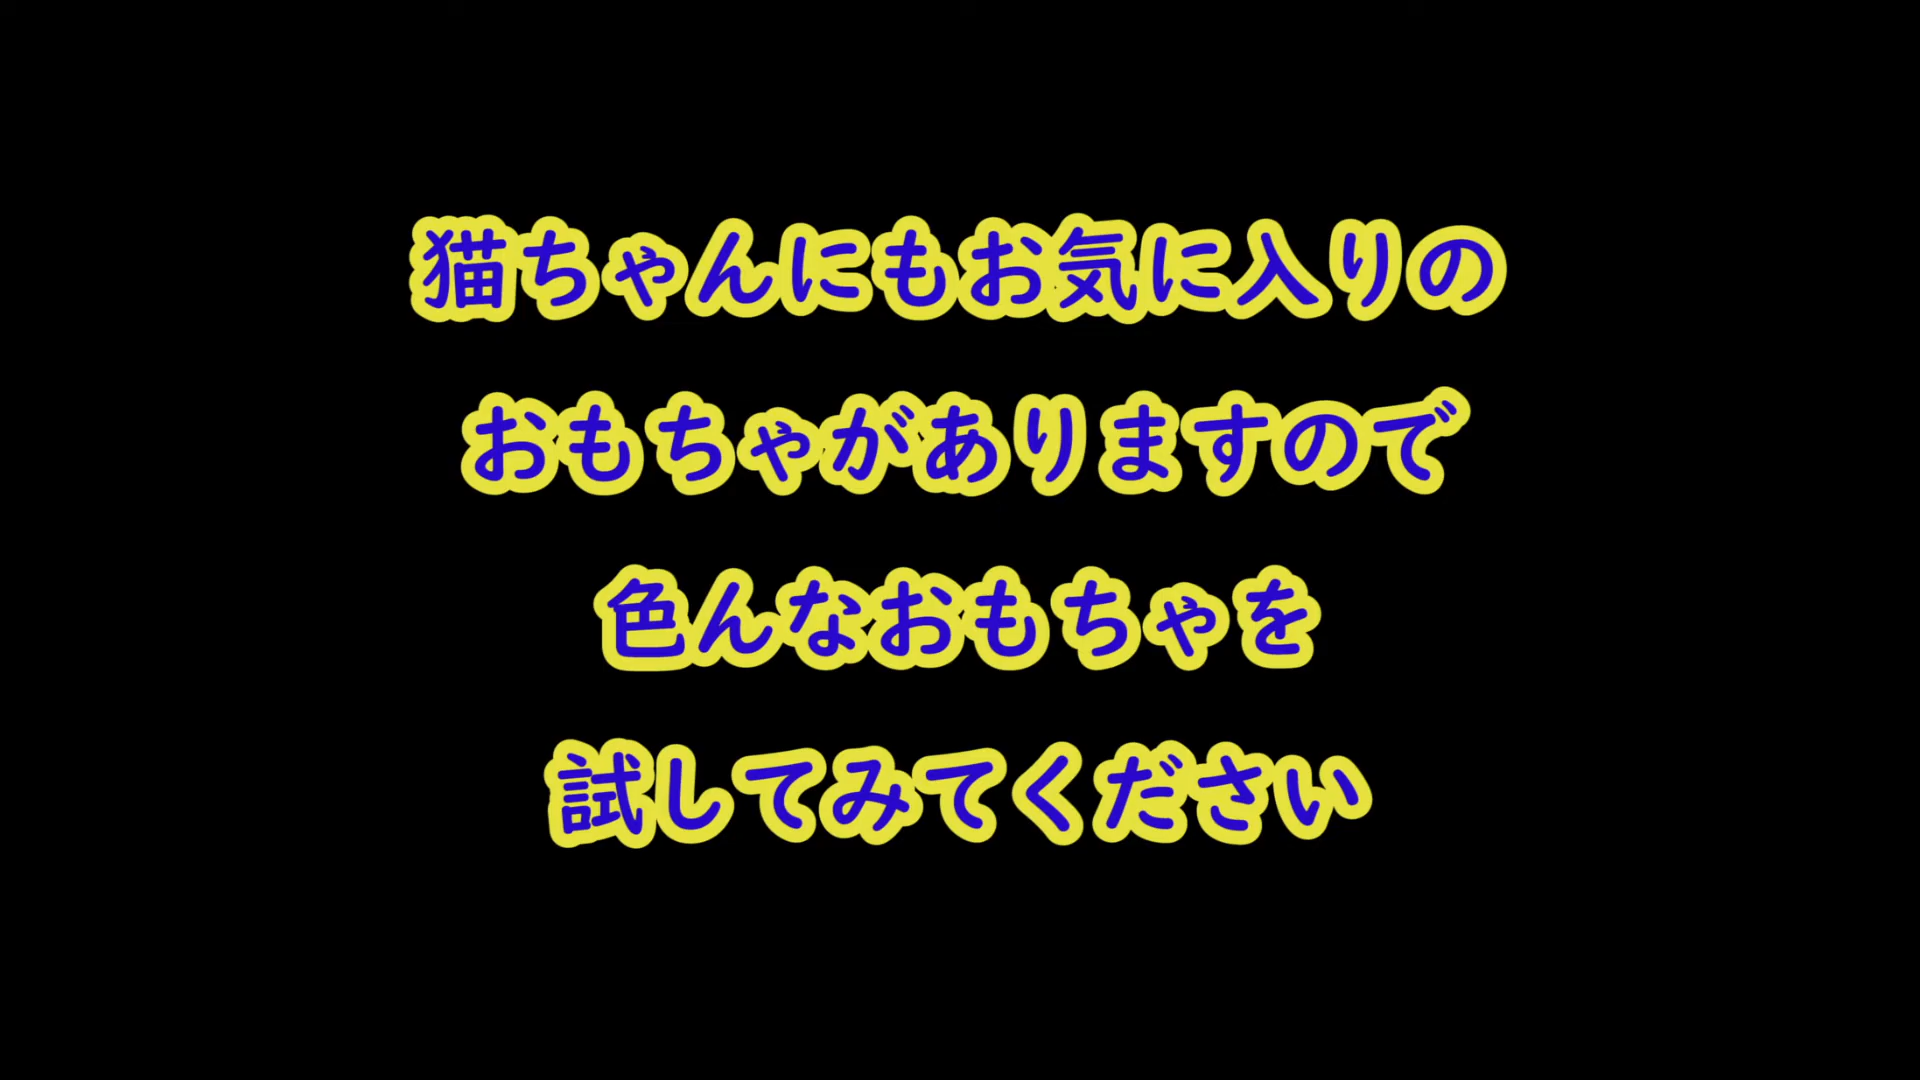 猫ちゃんにもお気に入りの
おもちゃがありますので
色んなおもちゃを
試してみてください